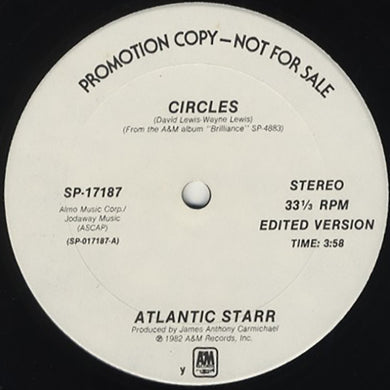 PROMOTION COPY—NOT FOR SALE
CIRCLES
(David Lewis-Wayne Lewis)
(From the A&M album "Brilliance" SP-4883)
SP-17187
Almo Music Corp./
Jodaway Music
(ASCAP)
(SP-017187-A)
STEREO
33⅓ RPM
EDITED VERSION
TIME: 3:58
ATLANTIC STARR
Produced by James Anthony Carmichael
℗ 1982 A&M Records, Inc.
A&M
RECORDS
y